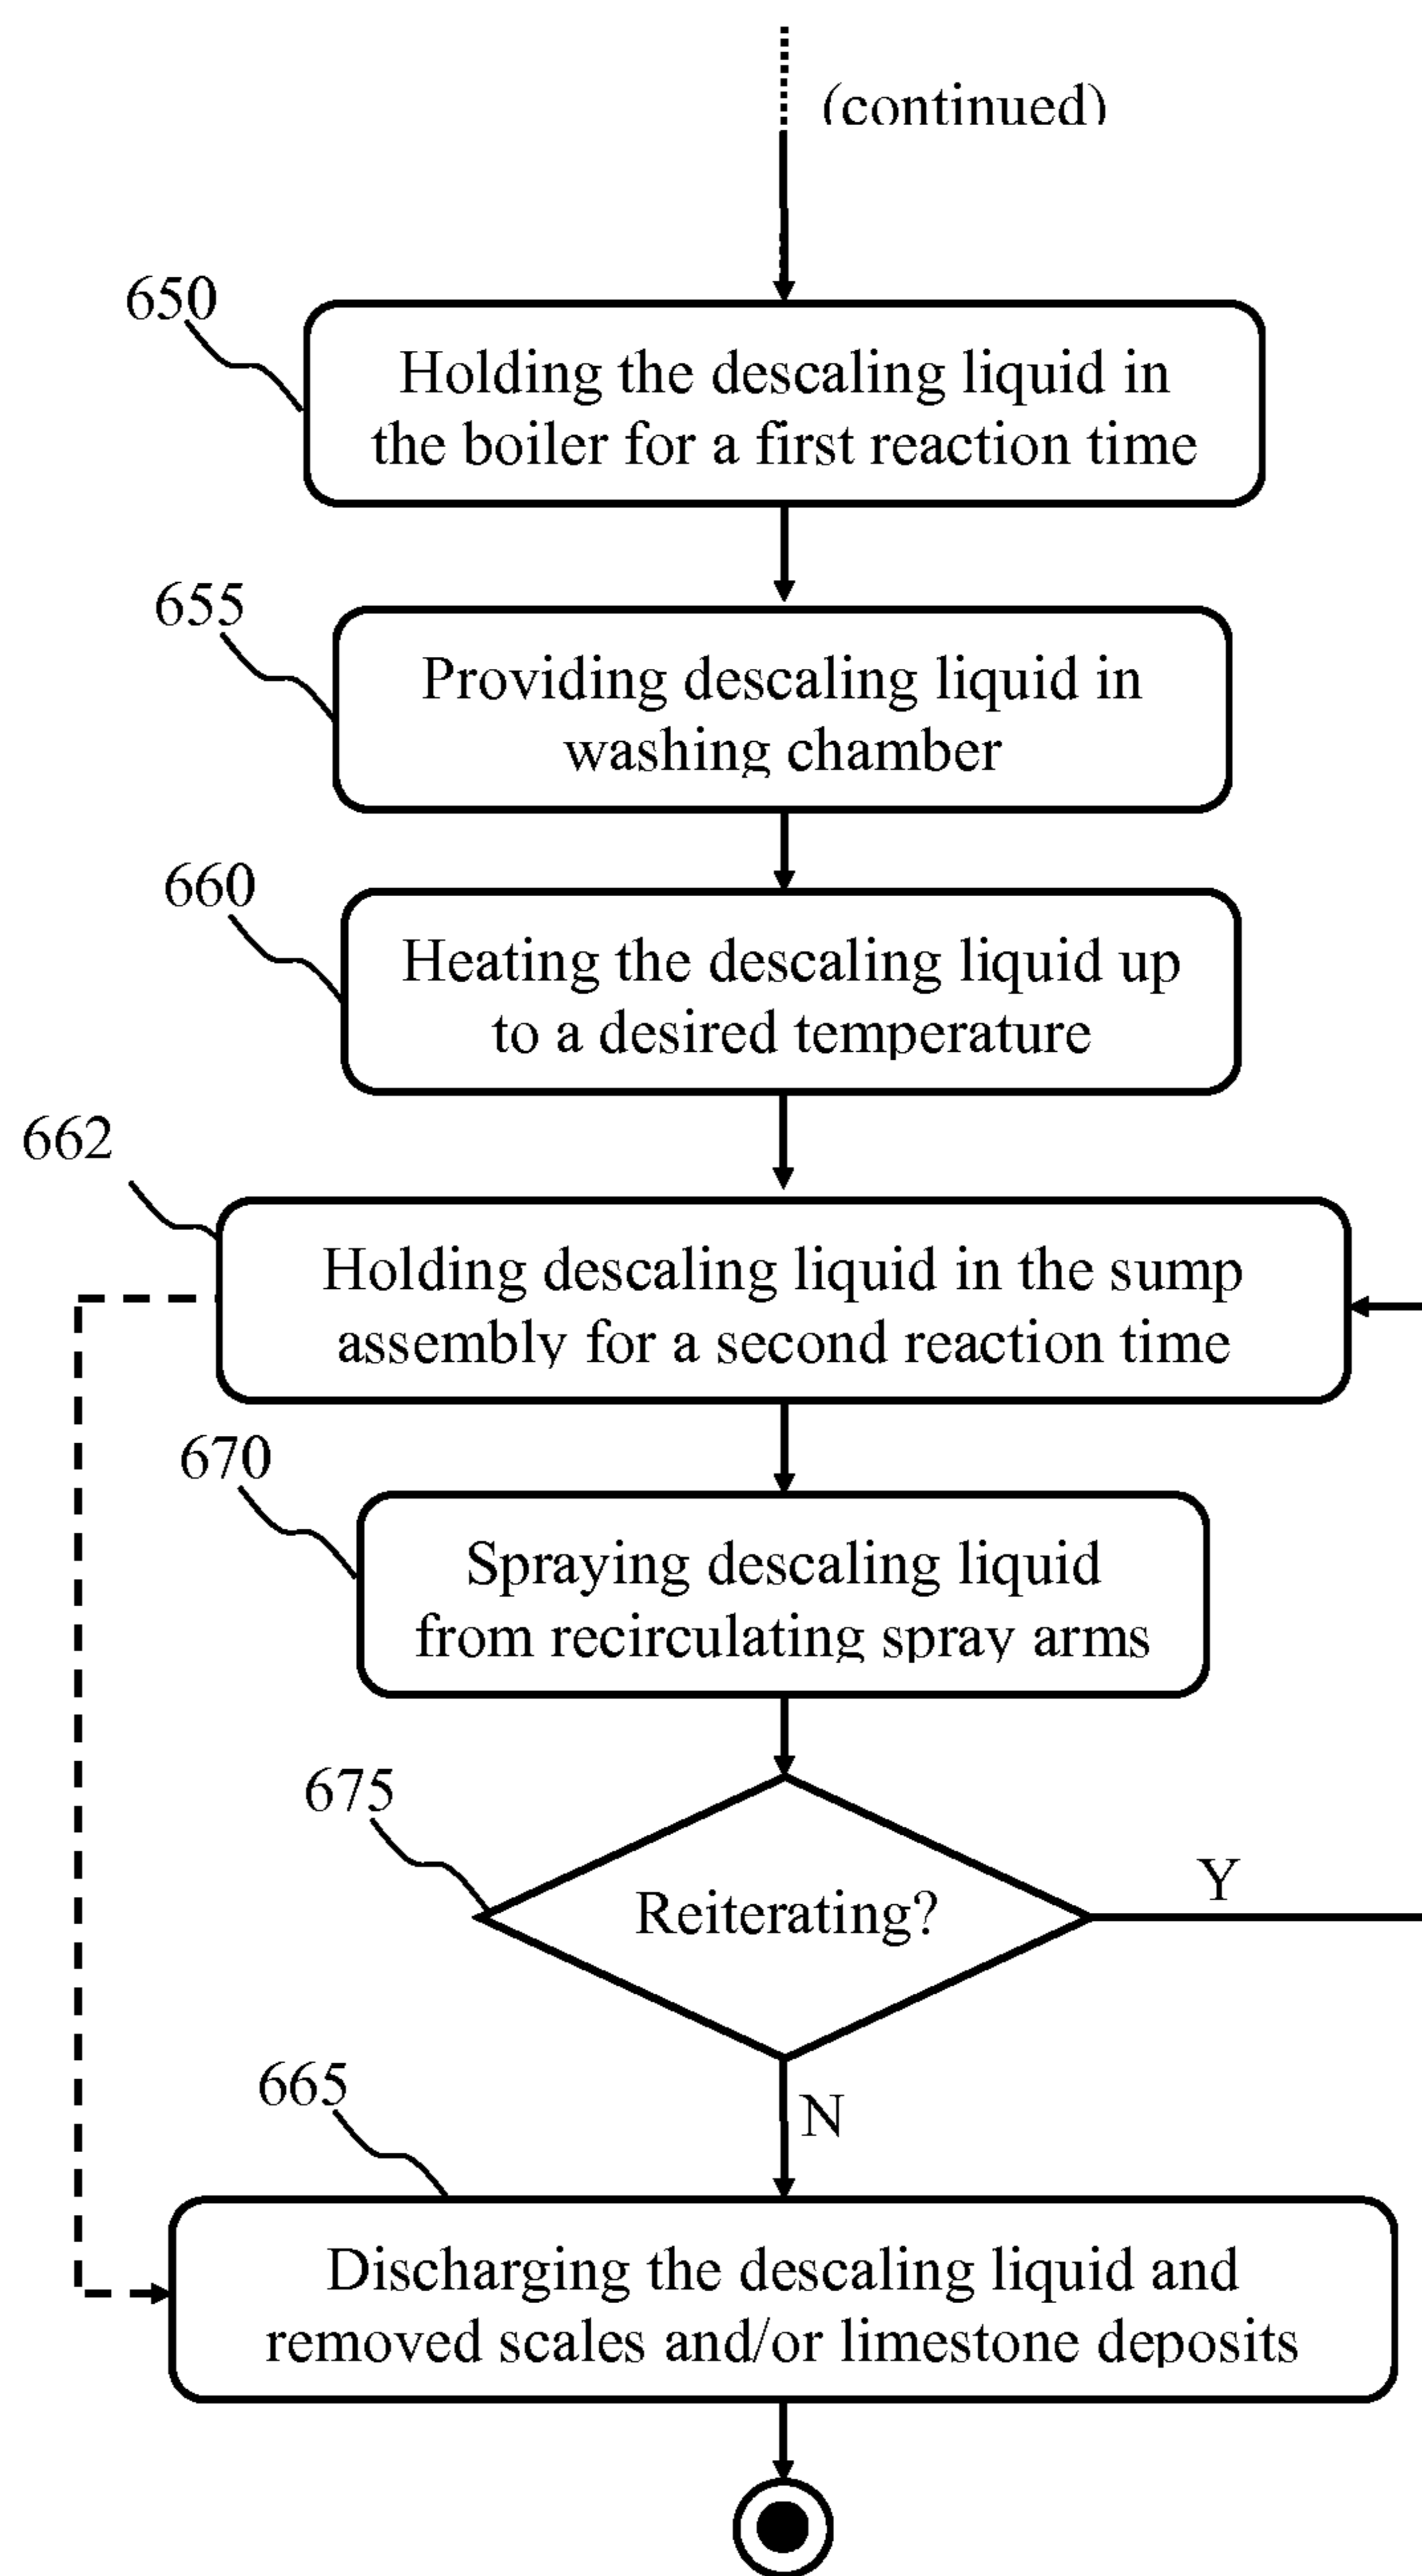 (continued)
650
Holding the descaling liquid in
the boiler for a first reaction time
655
Providing descaling liquid in
washing chamber
660
Heating the descaling liquid up
to a desired temperature
662
Holding descaling liquid in the sump
assembly for a second reaction time
670
Spraying descaling liquid
from recirculating spray arms
675
Reiterating?
Y
N
665
Discharging the descaling liquid and
removed scales and/or limestone deposits